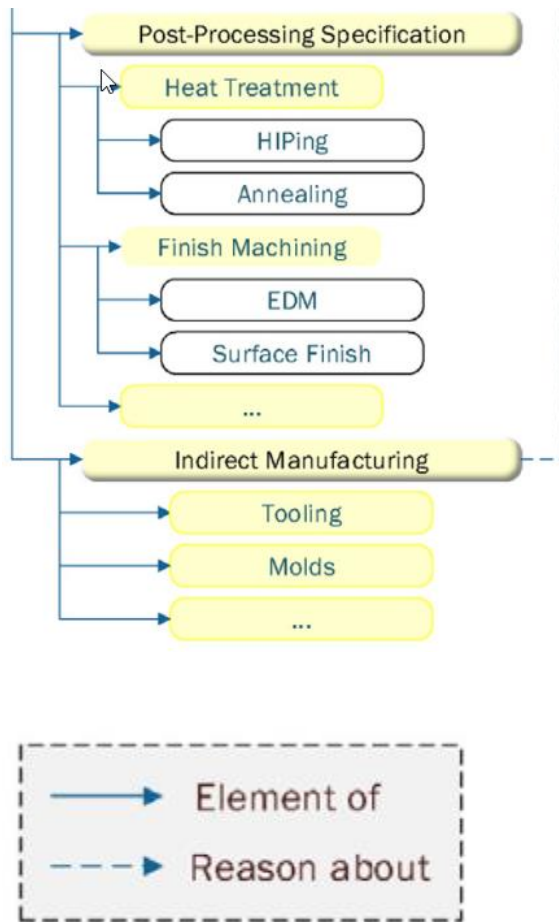 Post-Processing Specification
Heat Treatment
HIPing
Annealing
Finish Machining
EDM
Surface Finish
...
Indirect Manufacturing
Tooling
Molds
...
Element of
Reason about